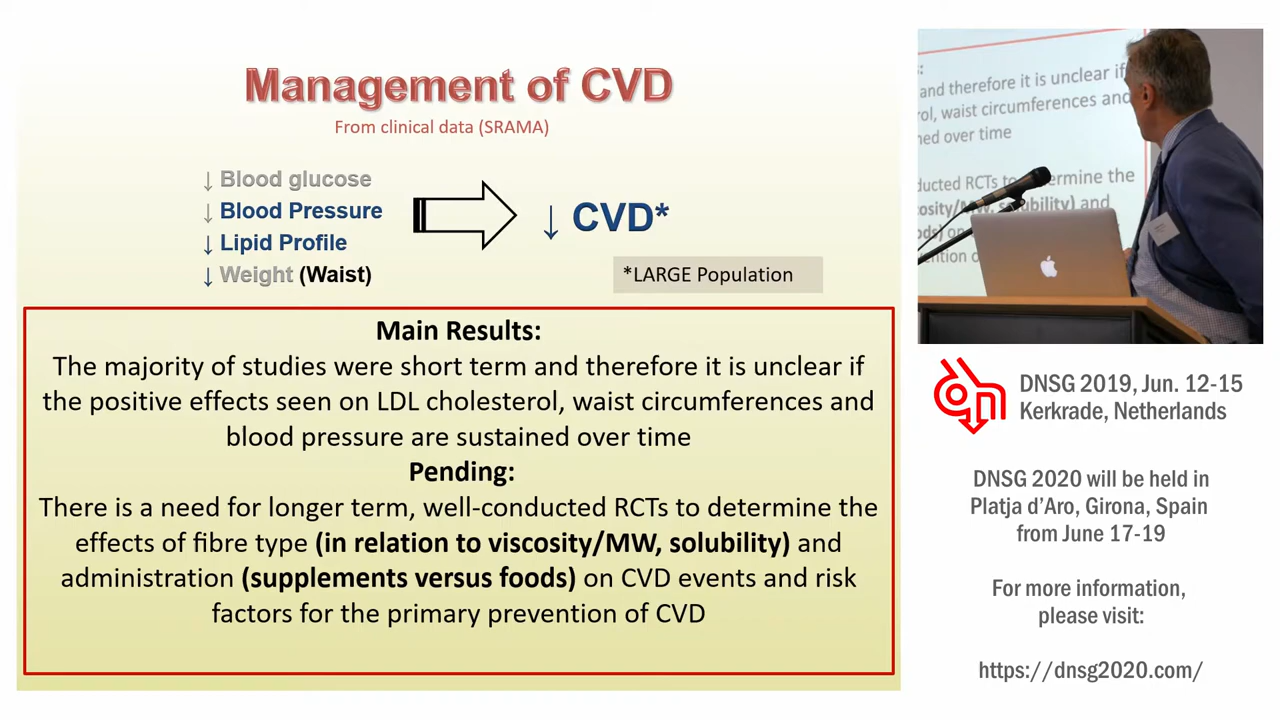 Management of CVD
From clinical data (SRAMA)
↓ Blood glucose
↓ Blood Pressure
↓ Lipid Profile
↓ Weight (Waist)
↓ CVD*
*LARGE Population
Main Results:
The majority of studies were short term and therefore it is unclear if
the positive effects seen on LDL cholesterol, waist circumferences and
blood pressure are sustained over time
Pending:
There is a need for longer term, well-conducted RCTs to determine the
effects of fibre type (in relation to viscosity/MW, solubility) and
administration (supplements versus foods) on CVD events and risk
factors for the primary prevention of CVD
and therefore it is unclear if
rol, waist circumferences and
ned over time
ducted RCTs to ermine the
cosity/MW, solubility) and
DNSG 2019, Jun. 12-15
Kerkrade, Netherlands
DNSG 2020 will be held in
Platja d'Aro, Girona, Spain
from June 17-19
For more information,
please visit:
https://dnsg2020.com/